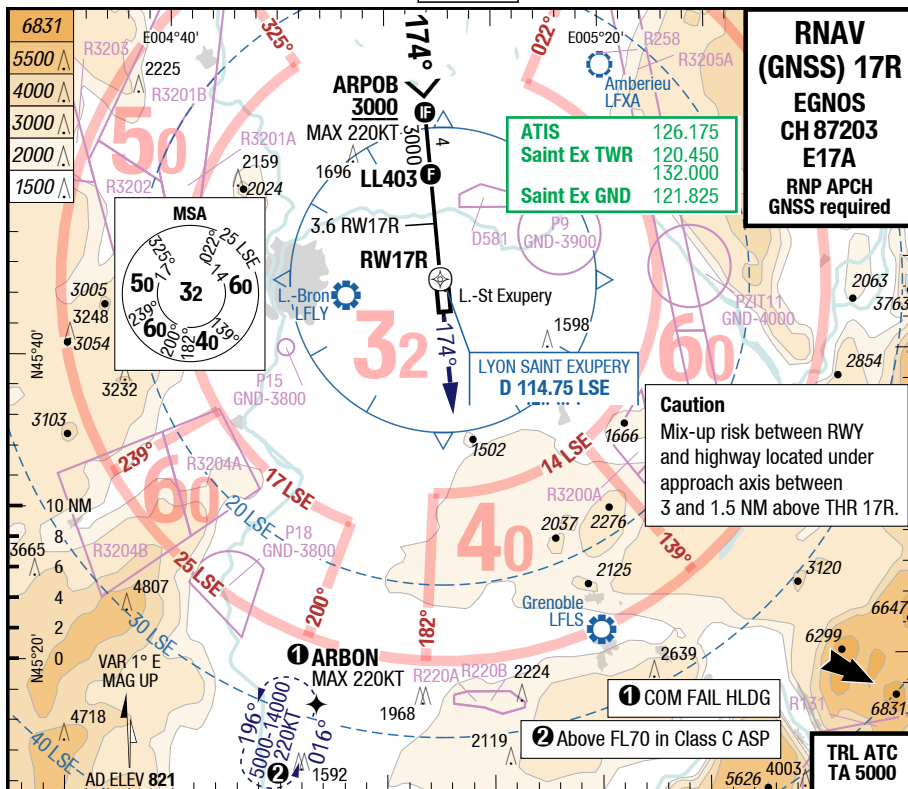 6831
5500
4000
3000
2000
1500
E004°40'
R3203
2225
R3201B
325°
50
R3201A
R3202
2159
2024
174°
ARPOB
3000
MAX 220KT
IF
3000
4
1696
LL403
F
3.6 RW17R
RW17R
L.-St Exupery
174°
022°
E005°20'
R258
R3205A
Amberieu
LFXA
RNAV
(GNSS) 17R
EGNOS
CH 87203
E17A
RNP APCH
GNSS required
ATIS 126.175
Saint Ex TWR 120.450
132.000
Saint Ex GND 121.825
D581
P9
GND-3900
MSA
325°
17
022°
14
25 LSE
50
32
60
239°
60
200°
182°
40
139°
3005
3248
3054
N45°40'
3232
3103
L.-Bron
LFLY
P15
GND-3800
32
1598
LYON SAINT EXUPERY
D 114.75 LSE
60
PZIT11
GND-4000
2063
3763
2854
Caution
Mix-up risk between RWY
and highway located under
approach axis between
3 and 1.5 NM above THR 17R.
1502
1666
14 LSE
R3200A
2037
2276
139°
239°
R3204A
60
17 LSE
20 LSE
P18
GND-3800
R3204B
25 LSE
200°
182°
40
2125
3120
Grenoble
LFLS
10 NM
8
6
4
2
0
3665
4807
N45°20'
30 LSE
VAR 1° E
MAG UP
4718
40 LSE
AD ELEV 821
1 ARBON
MAX 220KT
196°
5000-14000
220KT
016°
2
1592
R220A
R220B
1968
2224
2119
2639
6647
6299
6831
R131
1 COM FAIL HLDG
2 Above FL70 in Class C ASP
5626
4003
TRL ATC
TA 5000